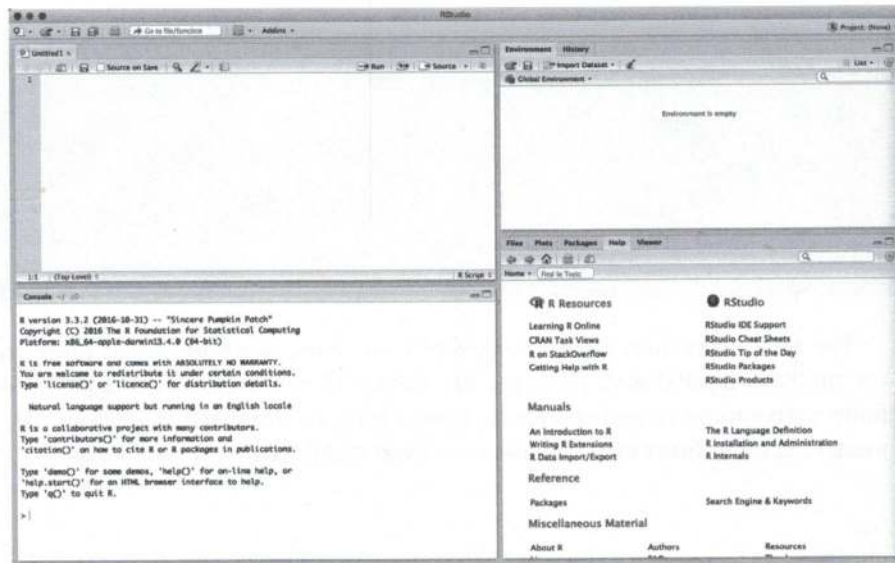 RStudio
Go to file/function
Addins
Project: (None)
Untitled1
Source on Save
Run
Source
1
1:1
(Top Level)
R Script
Console ~/
R version 3.3.2 (2016-10-31) -- "Sincere Pumpkin Patch"
Copyright (C) 2016 The R Foundation for Statistical Computing
Platform: x86_64-apple-darwin13.4.0 (64-bit)
R is free software and comes with ABSOLUTELY NO WARRANTY.
You are welcome to redistribute it under certain conditions.
Type 'license()' or 'licence()' for distribution details.
Natural language support but running in an English locale
R is a collaborative project with many contributors.
Type 'contributors()' for more information and
'citation()' on how to cite R or R packages in publications.
Type 'demo()' for some demos, 'help()' for on-line help, or
'help.start()' for an HTML browser interface to help.
Type 'q()' to quit R.
>
Environment History
Import Dataset
List
Global Environment
Environment is empty
Files Plots Packages Help Viewer
Home
Find in Topic
R Resources
Learning R Online
CRAN Task Views
R on StackOverflow
Getting Help with R
RStudio
RStudio IDE Support
RStudio Cheat Sheets
RStudio Tip of the Day
RStudio Packages
RStudio Products
Manuals
An Introduction to R
Writing R Extensions
R Data Import/Export
The R Language Definition
R Installation and Administration
R Internals
Reference
Packages
Search Engine & Keywords
Miscellaneous Material
About R
Authors
Resources